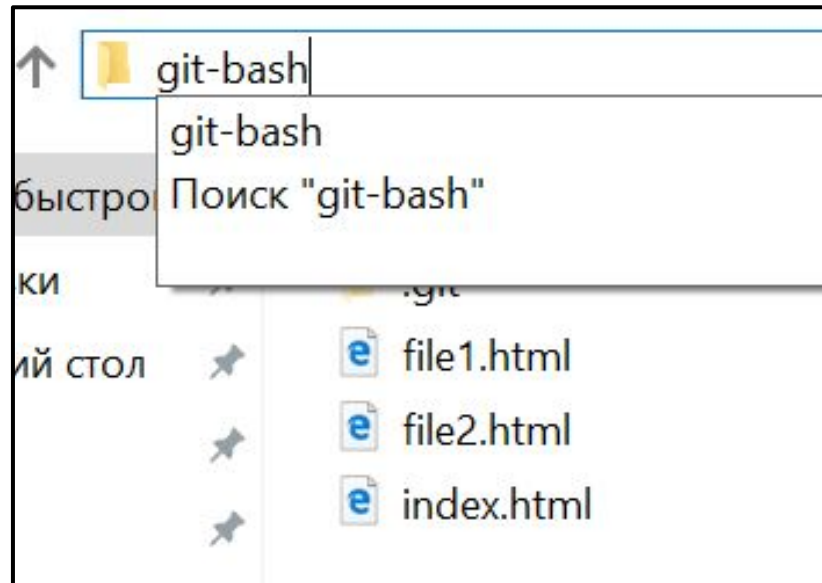 git-bash
git-bash
быстро Поиск "git-bash"
ки .git
ий стол file1.html
file2.html
index.html